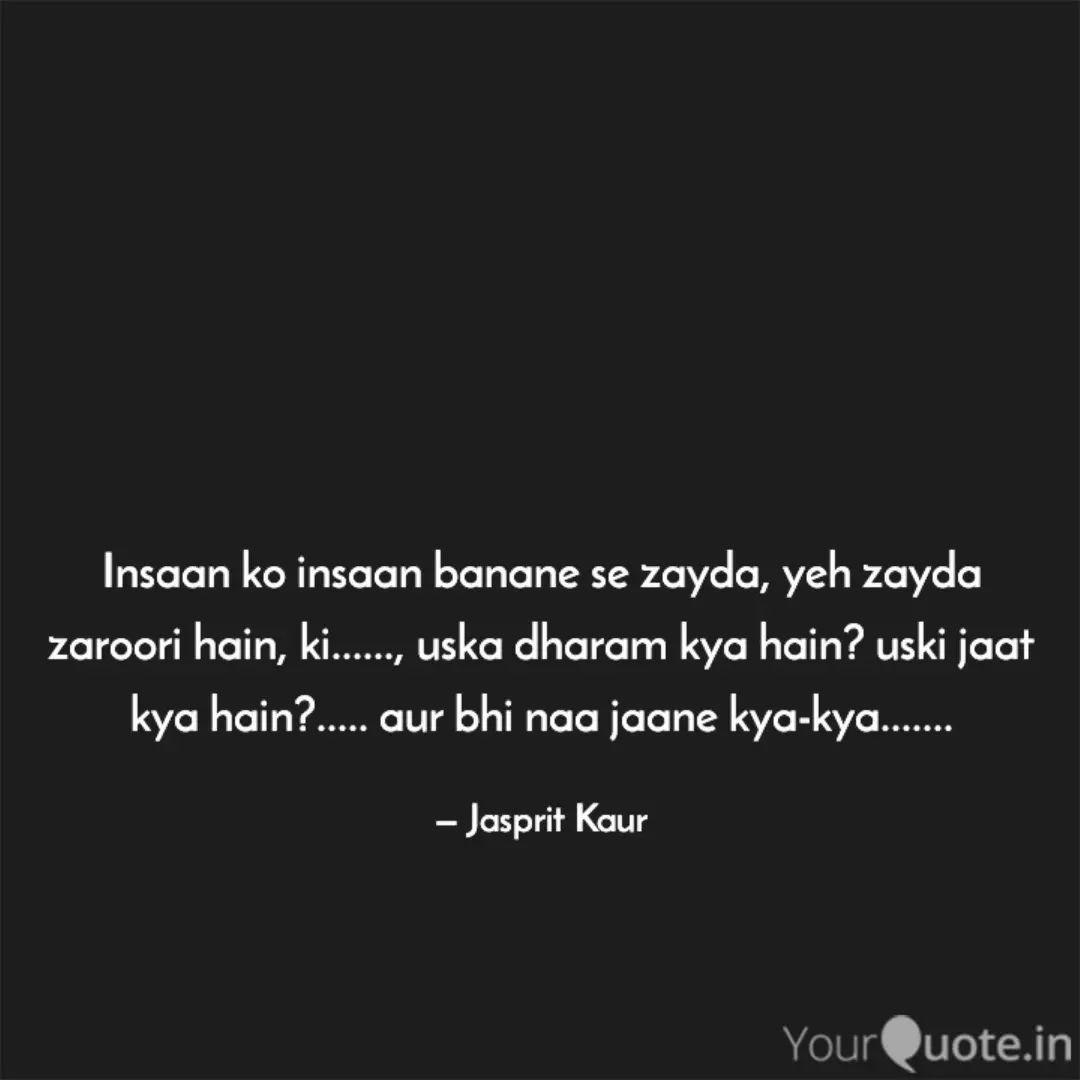 Insaan ko insaan banane se zayda, yeh zayda
zaroori hain, ki......, uska dharam kya hain? uski jaat
kya hain?..... aur bhi naa jaane kya-kya.......
– Jasprit Kaur
YourQuote.in